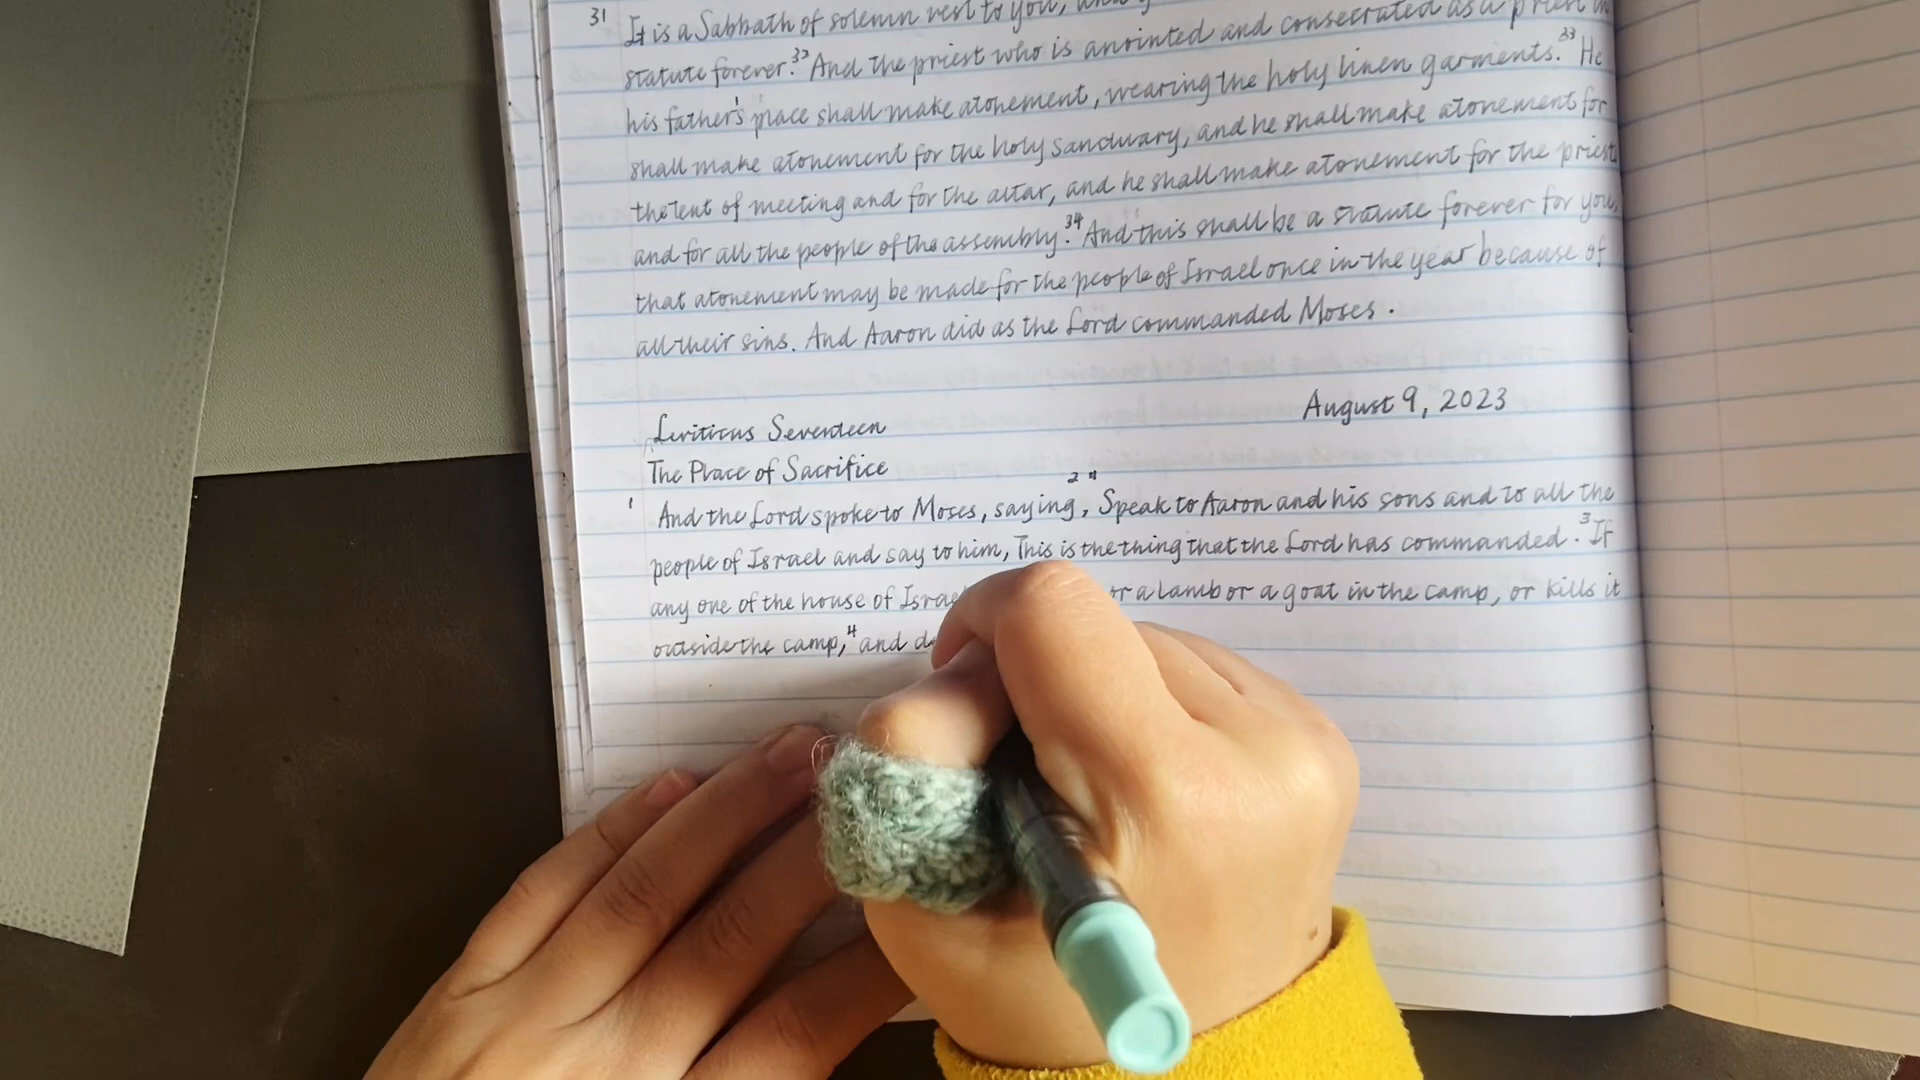 31 It is a Sabbath of solemn rest to you,
statute forever.32 And the priest who is anointed and consecrated as a priest in
his father's place shall make atonement, wearing the holy linen garments.33 He
shall make atonement for the holy sanctuary, and he shall make atonement for
the tent of meeting and for the altar, and he shall make atonement for the priests
and for all the people of the assembly.34 And this shall be a statute forever for you,
that atonement may be made for the people of Israel once in the year because of
all their sins. And Aaron did as the Lord commanded Moses.
August 9, 2023
Leviticus Seventeen
The Place of Sacrifice
1 And the Lord spoke to Moses, saying, 2 " Speak to Aaron and his sons and to all the
people of Israel and say to him, This is the thing that the Lord has commanded. 3 If
any one of the house of Israel or a lamb or a goat in the camp, or kills it
outside the camp, 4 and